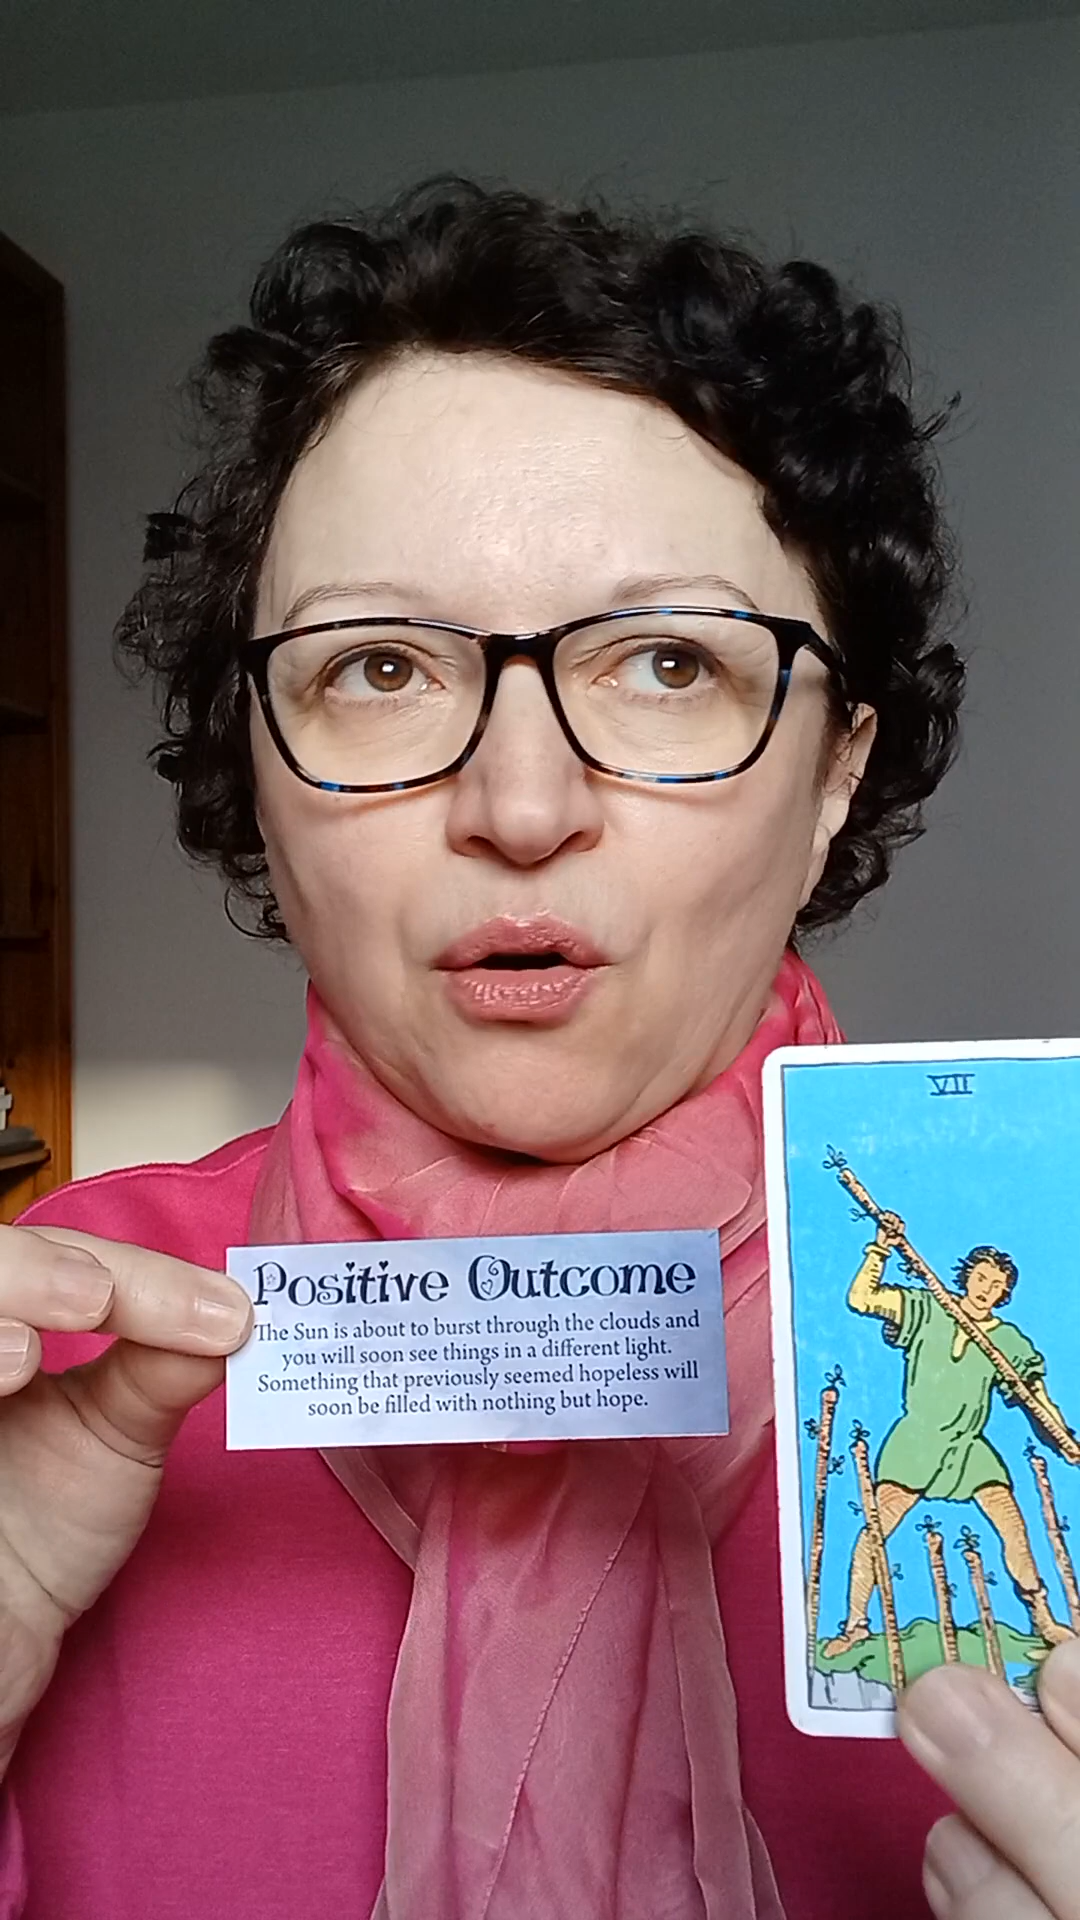 Positive Outcome
The Sun is about to burst through the clouds and
you will soon see things in a different light.
Something that previously seemed hopeless will
soon be filled with nothing but hope.
VII